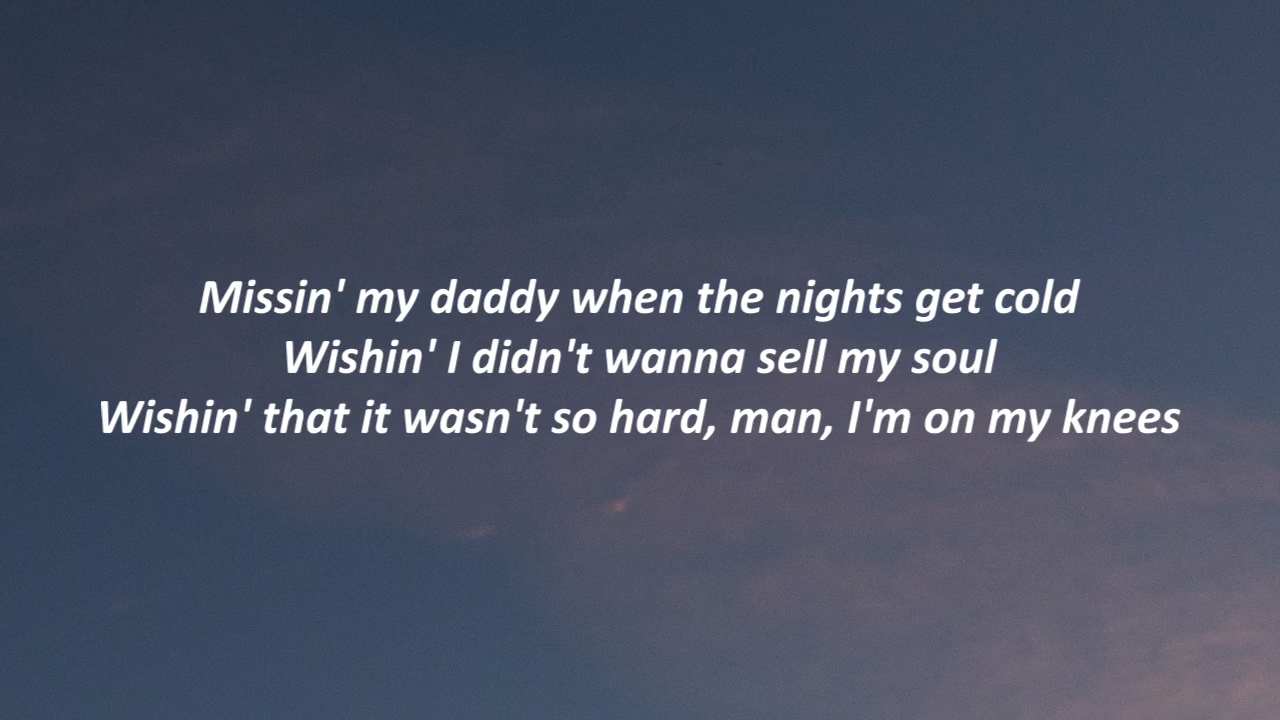 Missin' my daddy when the nights get cold
Wishin' I didn't wanna sell my soul
Wishin' that it wasn't so hard, man, I'm on my knees